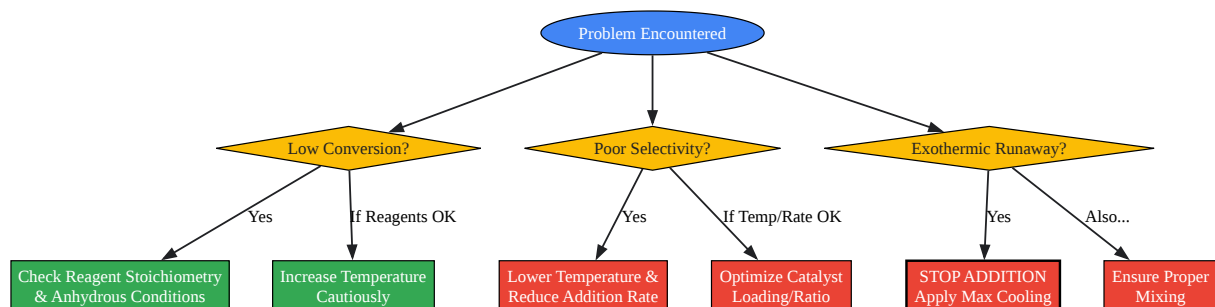 Problem Encountered
Low Conversion?
Poor Selectivity?
Exothermic Runaway?
Yes
If Reagents OK
Yes
If Temp/Rate OK
Yes
Also...
Check Reagent Stoichiometry
& Anhydrous Conditions
Increase Temperature
Cautiously
Lower Temperature &
Reduce Addition Rate
Optimize Catalyst
Loading/Ratio
STOP ADDITION
Apply Max Cooling
Ensure Proper
Mixing